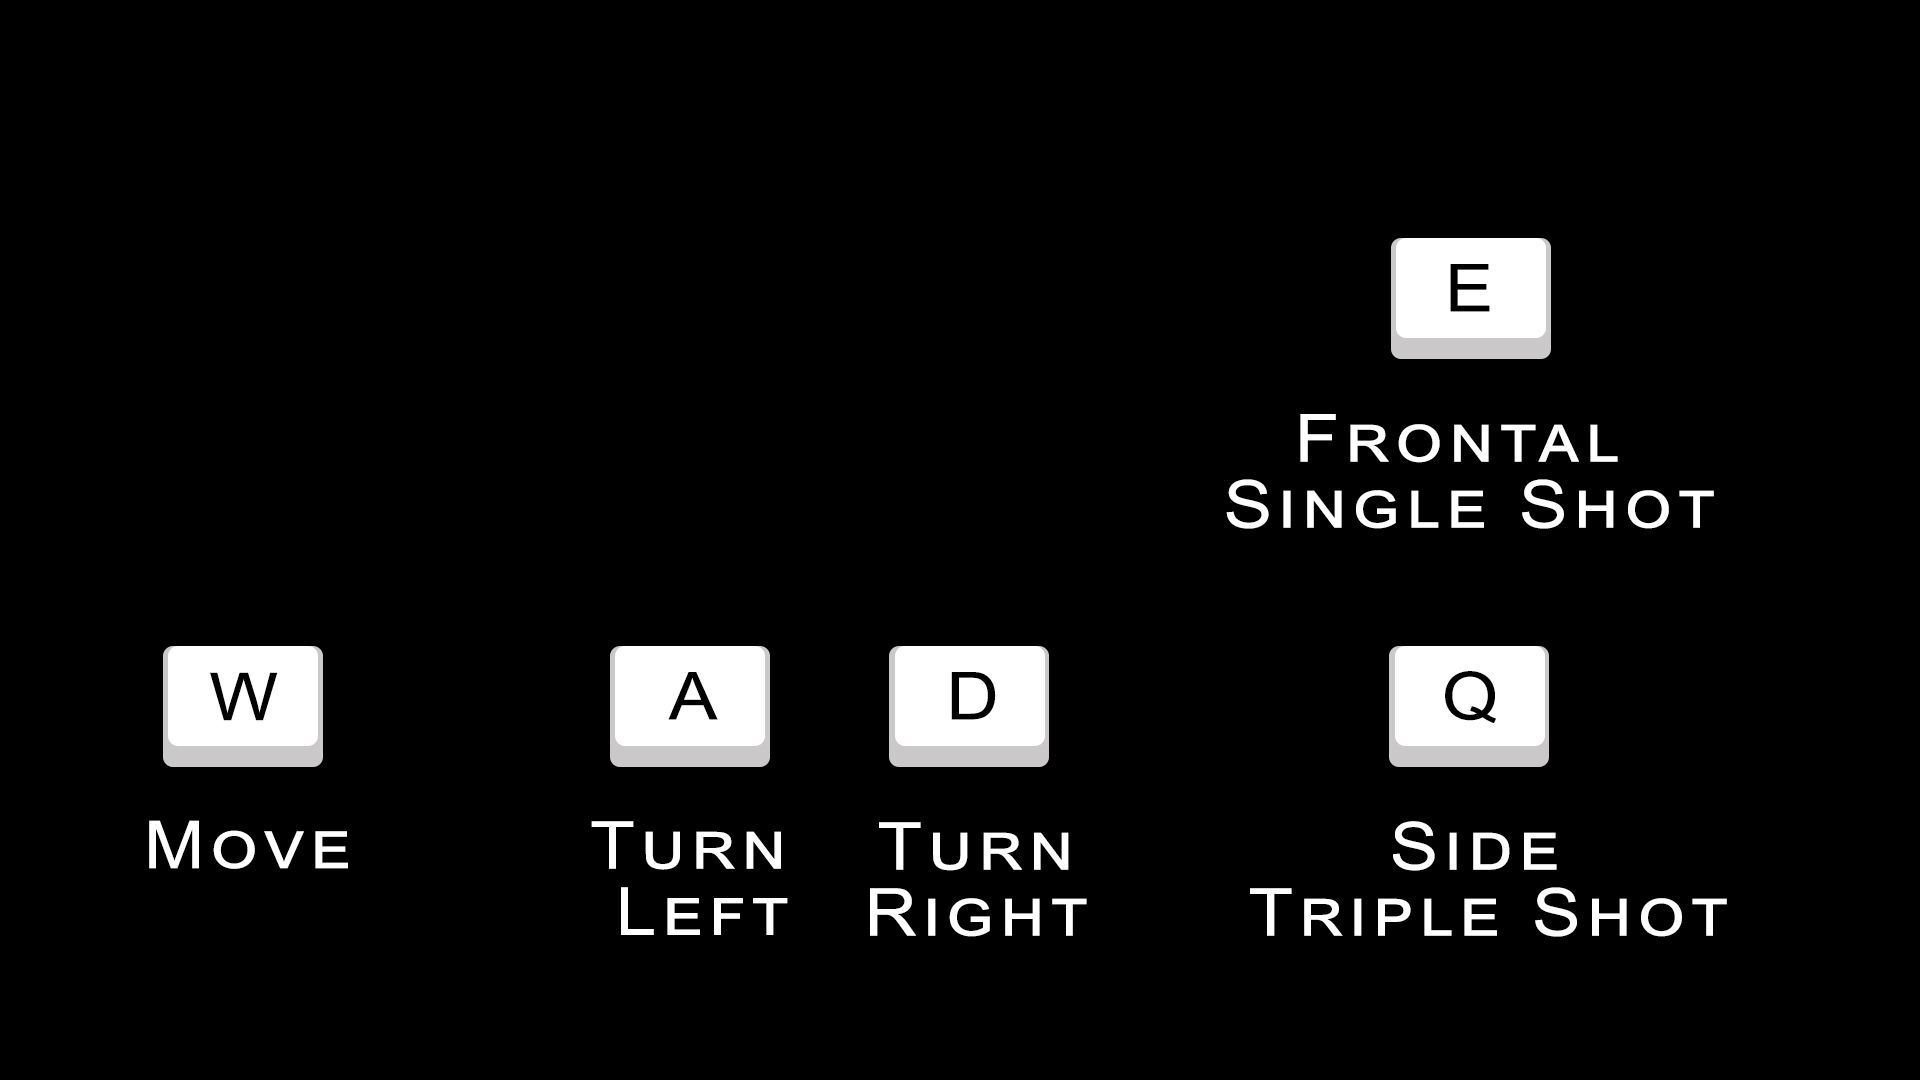 E
FRONTAL
SINGLE SHOT
W
MOVE
A
TURN
LEFT
D
TURN
RIGHT
Q
SIDE
TRIPLE SHOT